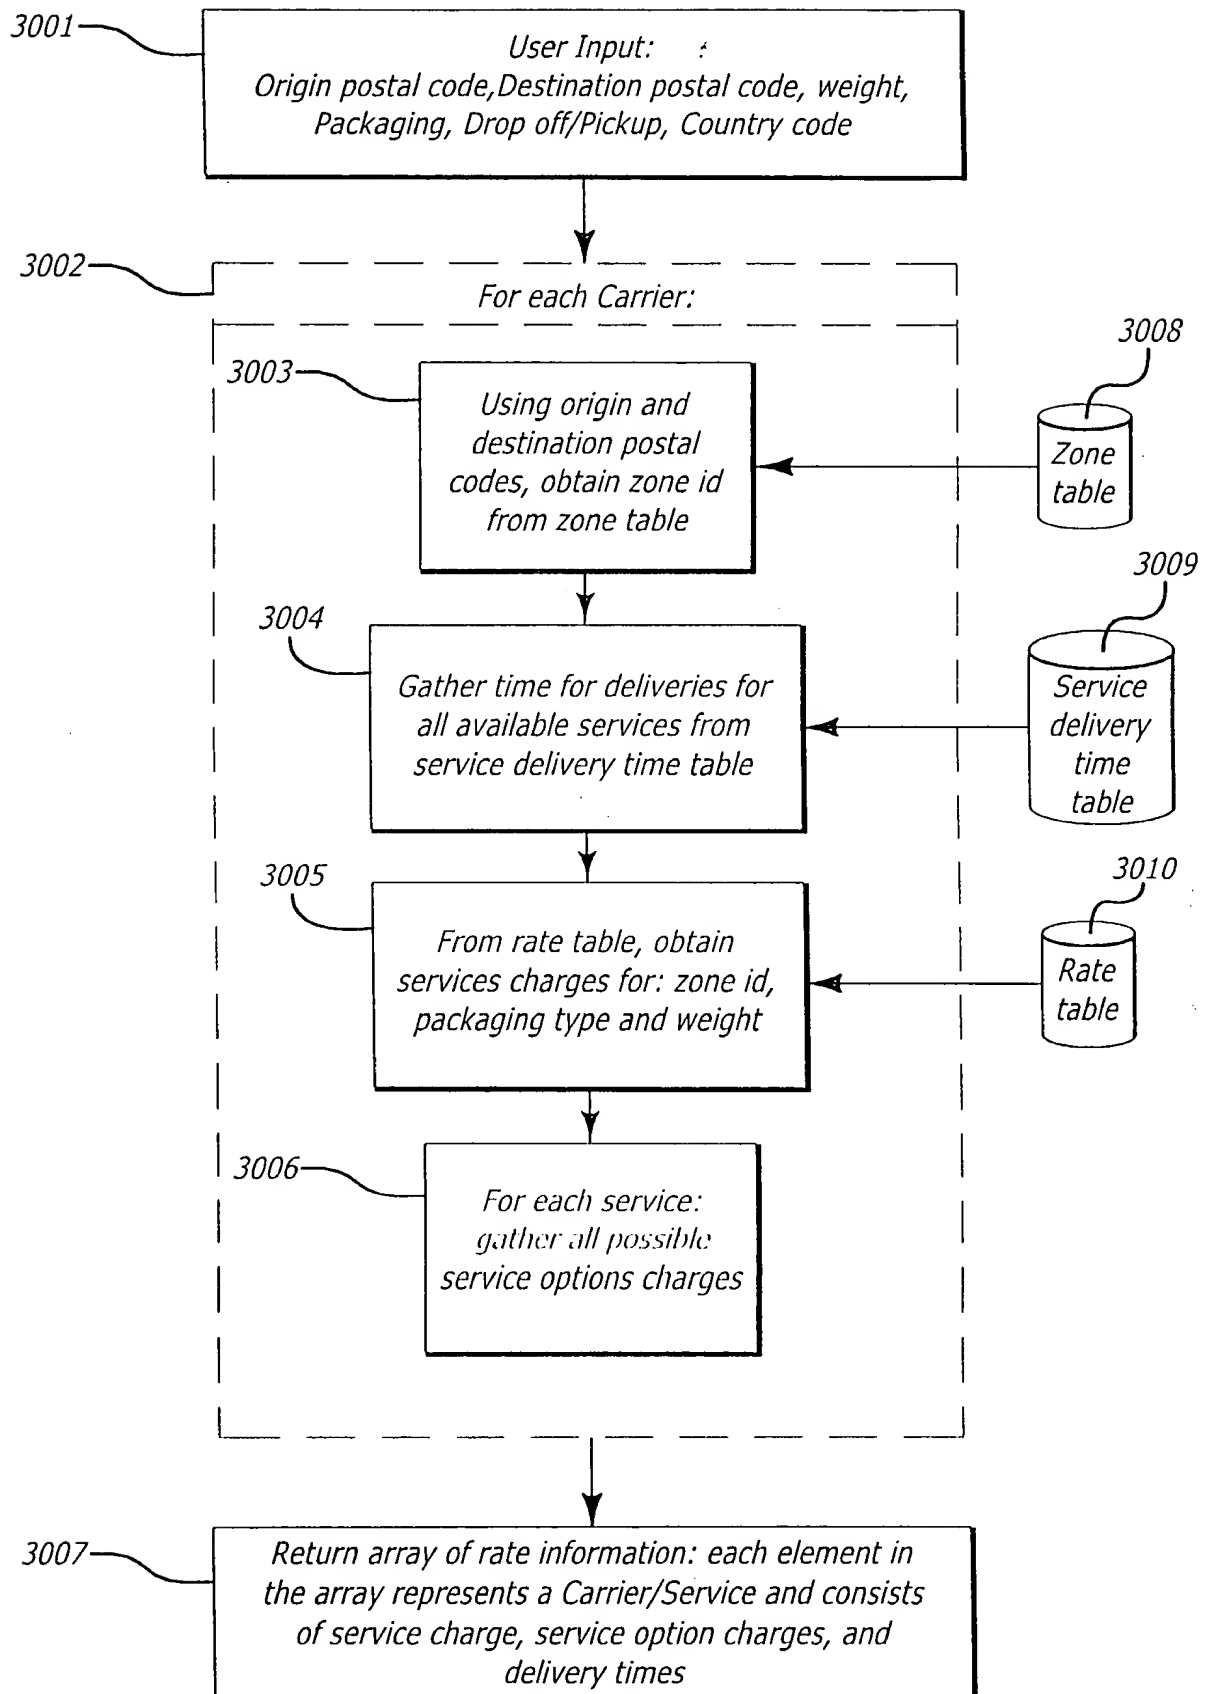 3001
User Input:
Origin postal code,Destination postal code, weight,
Packaging, Drop off/Pickup, Country code
3002
For each Carrier:
3003
Using origin and
destination postal
codes, obtain zone id
from zone table
3008
Zone
table
3004
Gather time for deliveries for
all available services from
service delivery time table
3009
Service
delivery
time
table
3005
From rate table, obtain
services charges for: zone id,
packaging type and weight
3010
Rate
table
3006
For each service:
gather all possible
service options charges
3007
Return array of rate information: each element in
the array represents a Carrier/Service and consists
of service charge, service option charges, and
delivery times